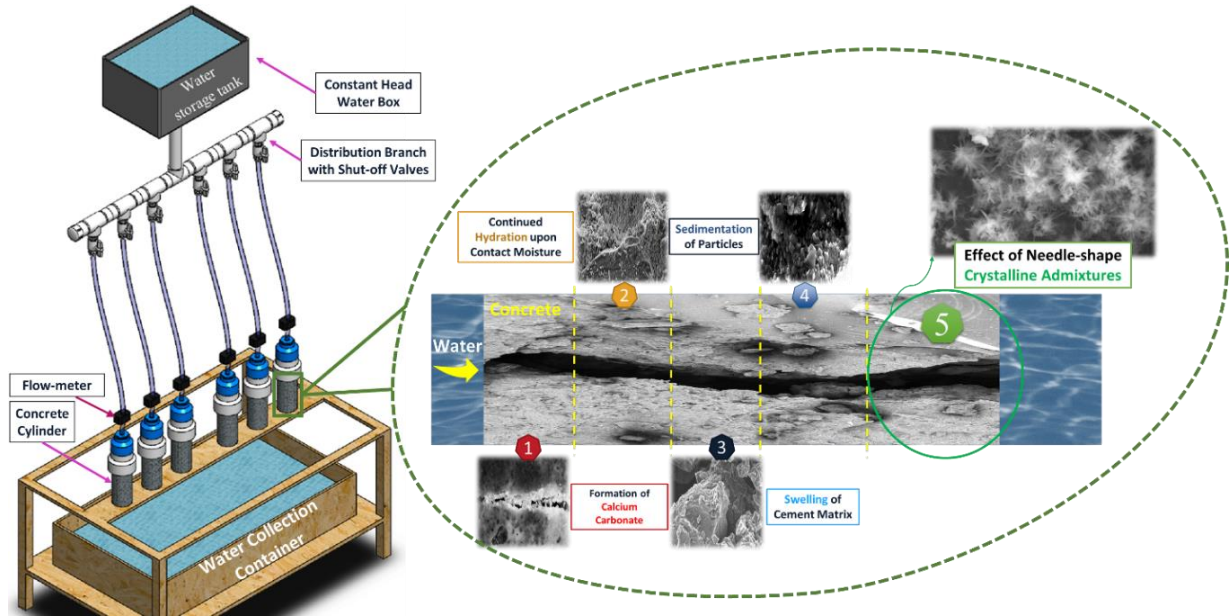 Water
storage tank
Constant Head
Water Box
Distribution Branch
with Shut-off Valves
Flow-meter
Concrete
Cylinder
Water Collection
Container
Continued
Hydration upon
Contact Moisture
2
Sedimentation
of Particles
4
Effect of Needle-shape
Crystalline Admixtures
5
Concrete
Water
1
Formation of
Calcium
Carbonate
3
Swelling of
Cement Matrix